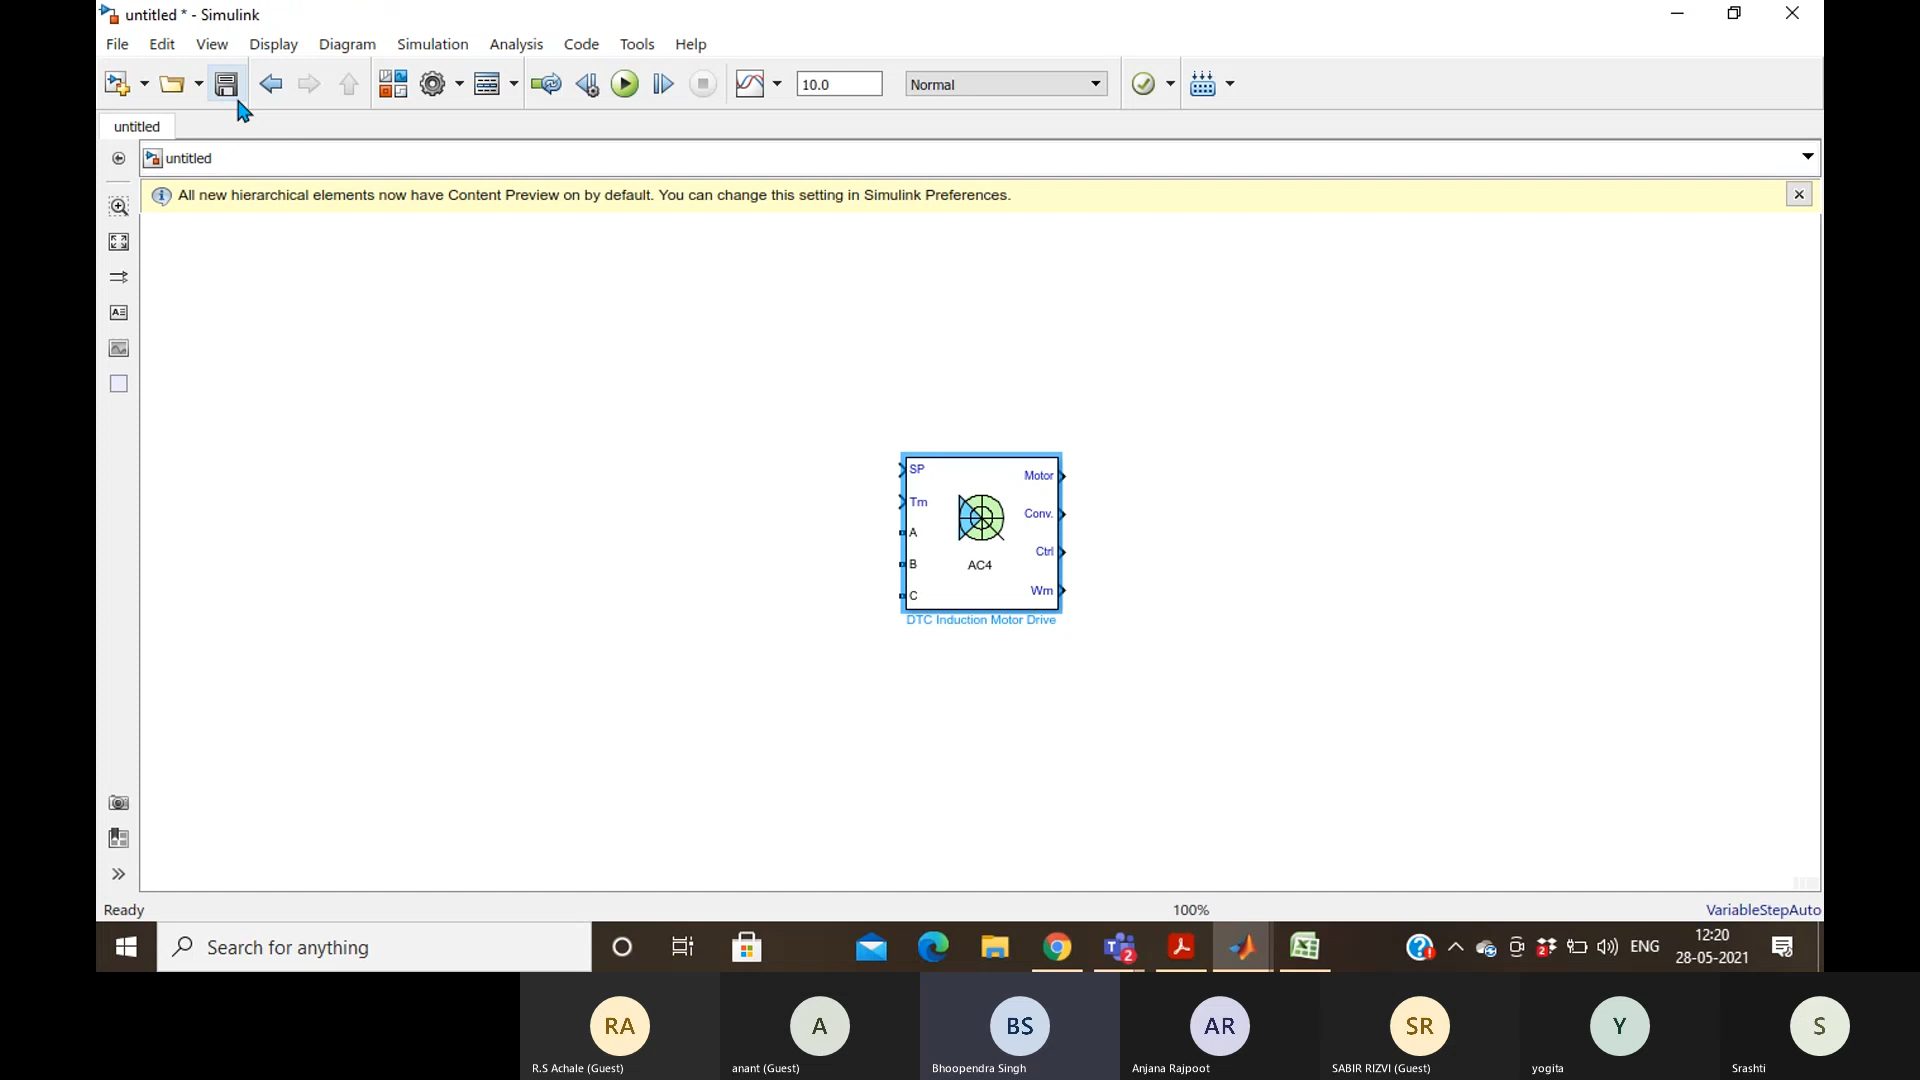 untitled * - Simulink
File Edit View Display Diagram Simulation Analysis Code Tools Help
10.0 Normal
untitled
untitled
All new hierarchical elements now have Content Preview on by default. You can change this setting in Simulink Preferences.
SP
Motor
Tm
Conv.
A
Ctrl
B
AC4
Wm
C
DTC Induction Motor Drive
Ready 100% VariableStepAuto
Search for anything
2
2
ENG
12:20
28-05-2021
RA
A
BS
AR
SR
Y
S
R.S Achale (Guest)
anant (Guest)
Bhoopendra Singh
Anjana Rajpoot
SABIR RIZVI (Guest)
yogita
Srashti